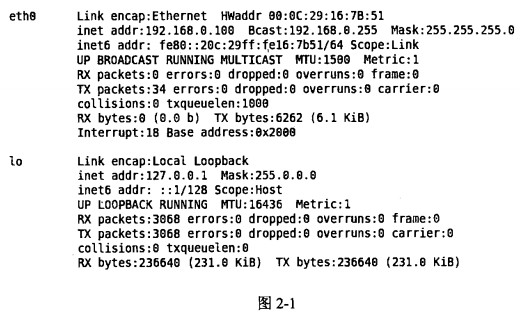 eth0 Link encap:Ethernet HWaddr 00:0C:29:16:7B:51
inet addr:192.168.0.100 Bcast:192.168.0.255 Mask:255.255.255.0
inet6 addr: fe80::20c:29ff:fe16:7b51/64 Scope:Link
UP BROADCAST RUNNING MULTICAST MTU:1500 Metric:1
RX packets:0 errors:0 dropped:0 overruns:0 frame:0
TX packets:34 errors:0 dropped:0 overruns:0 carrier:0
collisions:0 txqueuelen:1000
RX bytes:0 (0.0 b) TX bytes:6262 (6.1 KiB)
Interrupt:18 Base address:0x2000
lo Link encap:Local Loopback
inet addr:127.0.0.1 Mask:255.0.0.0
inet6 addr: ::1/128 Scope:Host
UP LOOPBACK RUNNING MTU:16436 Metric:1
RX packets:3068 errors:0 dropped:0 overruns:0 frame:0
TX packets:3068 errors:0 dropped:0 overruns:0 carrier:0
collisions:0 txqueuelen:0
RX bytes:236640 (231.0 KiB) TX bytes:236640 (231.0 KiB)
图 2-1